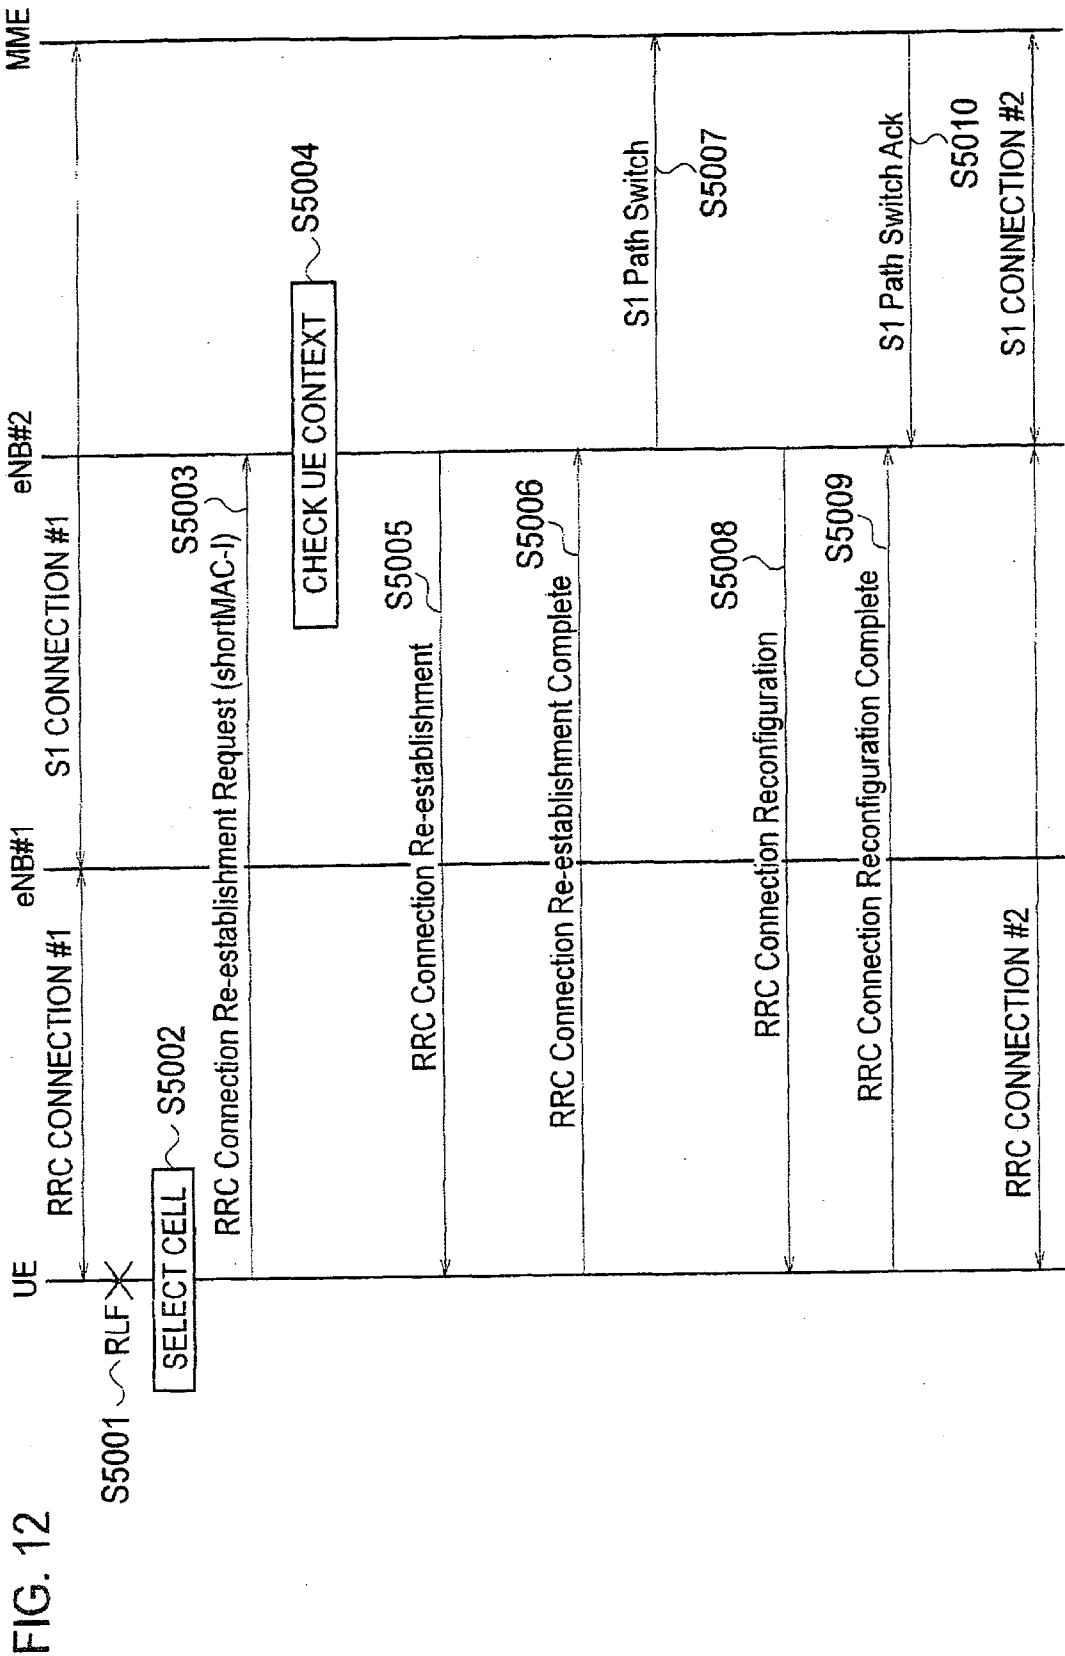 FIG. 12
UE
eNB#1
eNB#2
MME
RRC CONNECTION #1
S1 CONNECTION #1
S5001
RLF
SELECT CELL
S5002
S5003
RRC Connection Re-establishment Request (shortMAC-I)
CHECK UE CONTEXT
S5004
S5005
RRC Connection Re-establishment
S5006
RRC Connection Re-establishment Complete
S1 Path Switch
S5007
S5008
RRC Connection Reconfiguration
S5009
RRC Connection Reconfiguration Complete
S1 Path Switch Ack
S5010
RRC CONNECTION #2
S1 CONNECTION #2